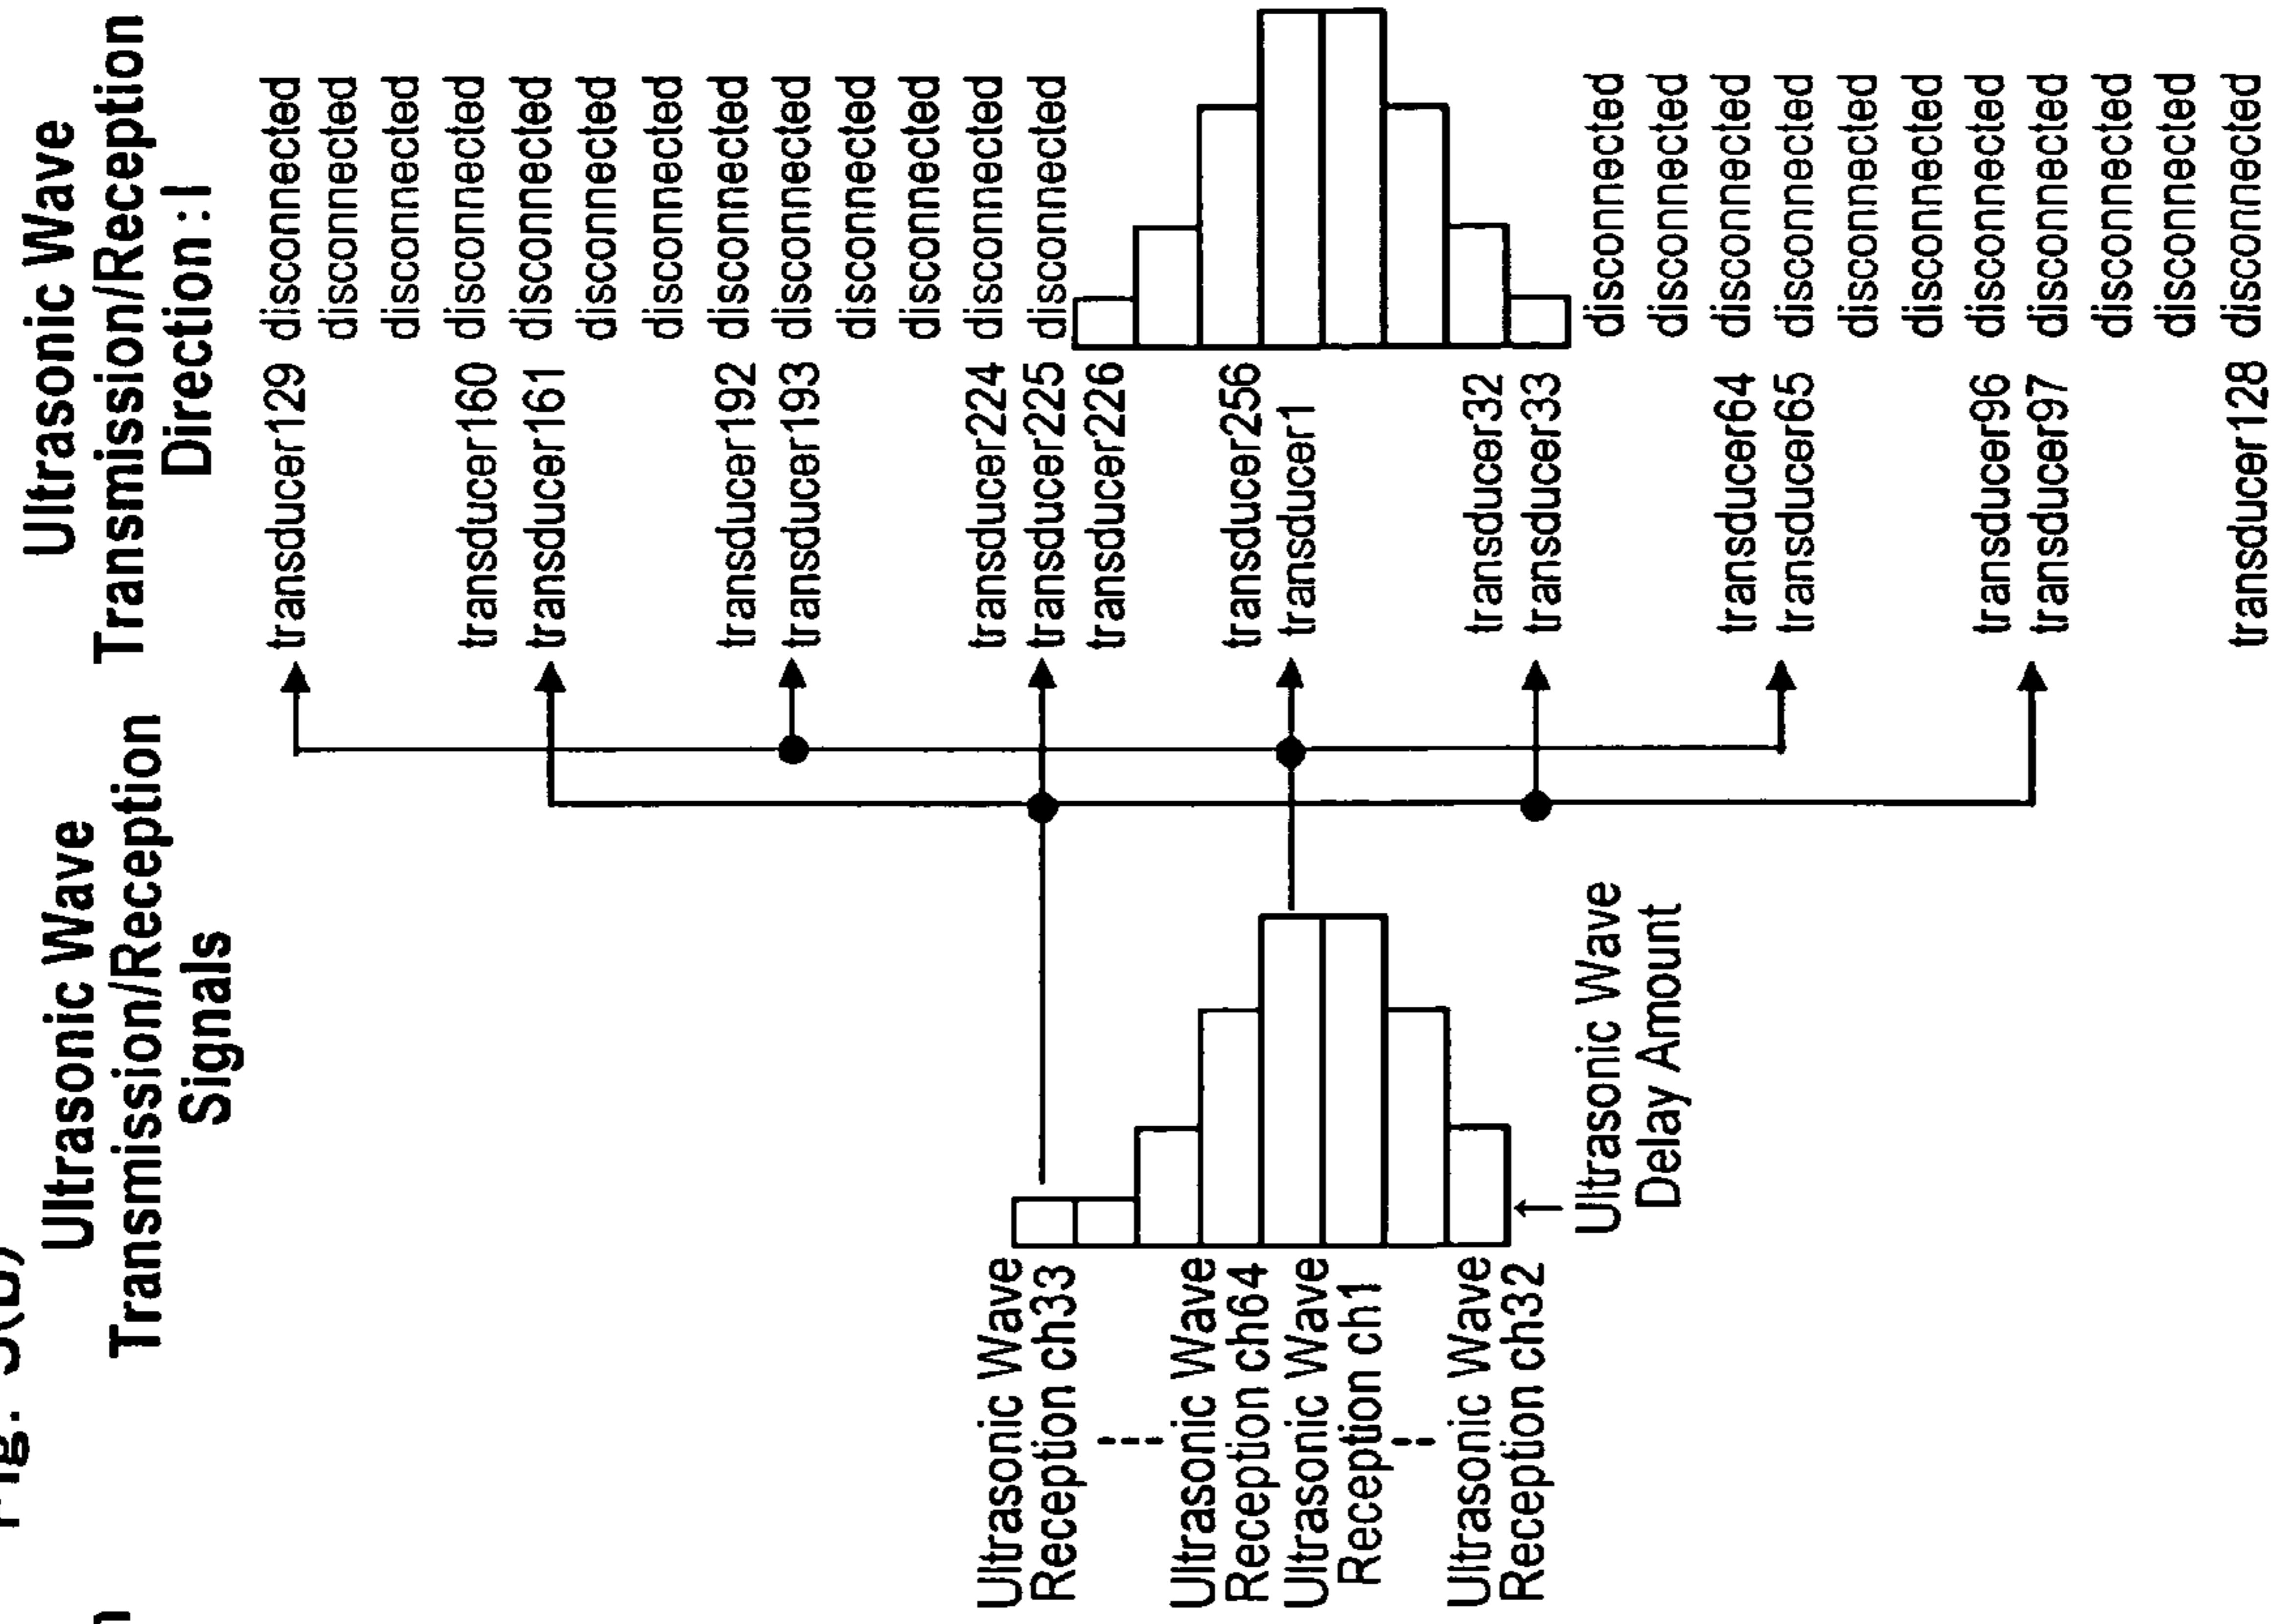 Fig.
Ultrasonic Wave
Transmission/Reception
Signals
Ultrasonic Wave
Transmission/Reception
Direction : I
Ultrasonic Wave
Reception ch33
Ultrasonic Wave
Reception ch64
Ultrasonic Wave
Reception ch1
Ultrasonic Wave
Reception ch32
Ultrasonic Wave
Delay Amount
transducer129 disconnected
disconnected
disconnected
transducer160 disconnected
transducer161 disconnected
disconnected
disconnected
transducer192 disconnected
transducer193 disconnected
disconnected
disconnected
transducer224 disconnected
transducer225 disconnected
transducer226
transducer256
transducer1
transducer32
transducer33
disconnected
disconnected
transducer64 disconnected
transducer65 disconnected
disconnected
disconnected
transducer96 disconnected
transducer97 disconnected
disconnected
disconnected
transducer128 disconnected